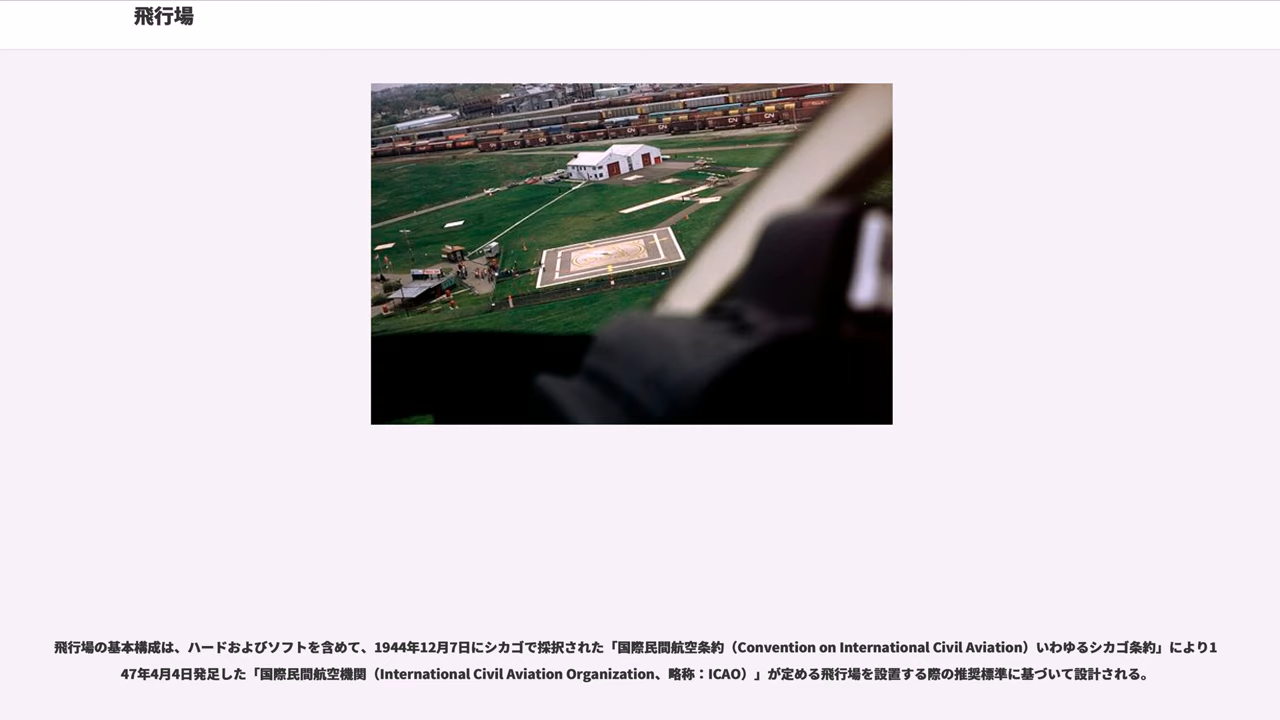 飛行場
飛行場の基本構成は、ハードおよびソフトを含めて、1944年12月7日にシカゴで採択された「国際民間航空条約（Convention on International Civil Aviation）いわゆるシカゴ条約」により1
47年4月4日発足した「国際民間航空機関（International Civil Aviation Organization、略称：ICAO）」が定める飛行場を設置する際の推奨標準に基づいて設計される。